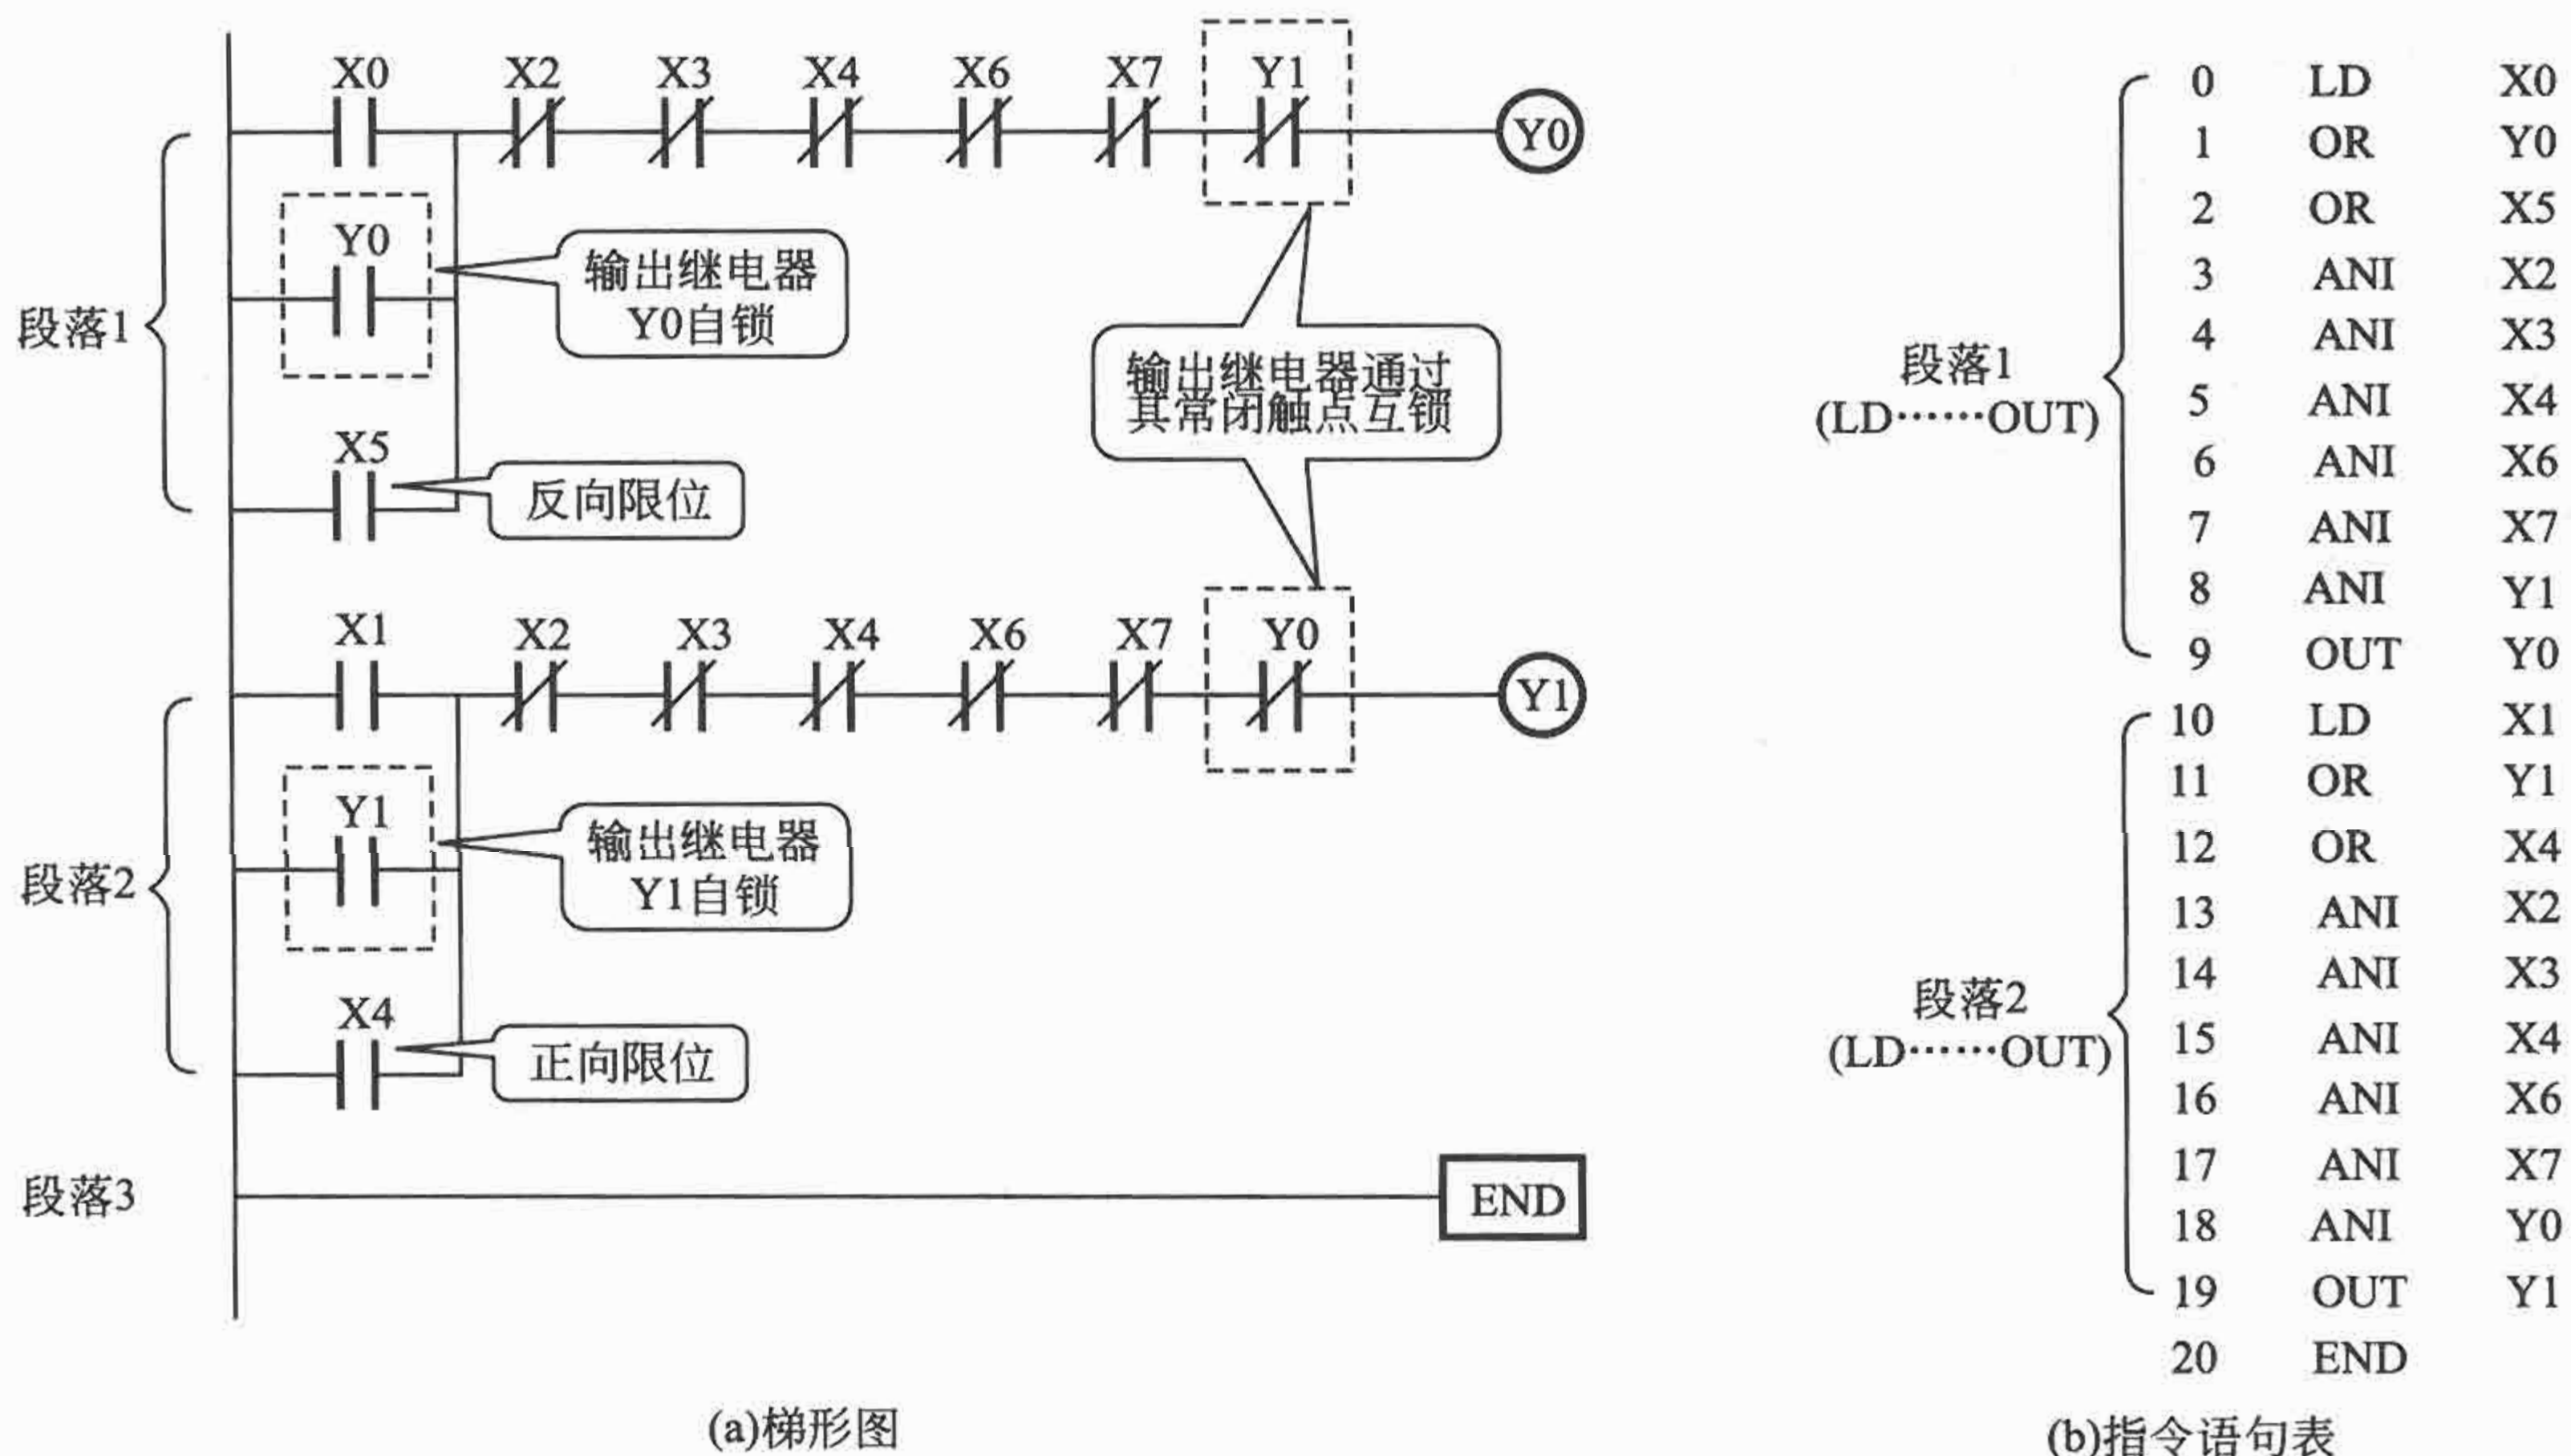 X0 X2 X3 X4 X6 X7 Y1
Y0
Y0
输出继电器
Y0自锁
段落1
输出继电器通过
其常闭触点互锁
X5
反向限位
X1 X2 X3 X4 X6 X7 Y0
Y1
Y1
输出继电器
Y1自锁
段落2
X4
正向限位
段落3
END
(a)梯形图
0 LD X0
1 OR Y0
2 OR X5
3 ANI X2
4 ANI X3
段落1
(LD……OUT)
5 ANI X4
6 ANI X6
7 ANI X7
8 ANI Y1
9 OUT Y0
10 LD X1
11 OR Y1
12 OR X4
13 ANI X2
14 ANI X3
段落2
(LD……OUT)
15 ANI X4
16 ANI X6
17 ANI X7
18 ANI Y0
19 OUT Y1
20 END
(b)指令语句表